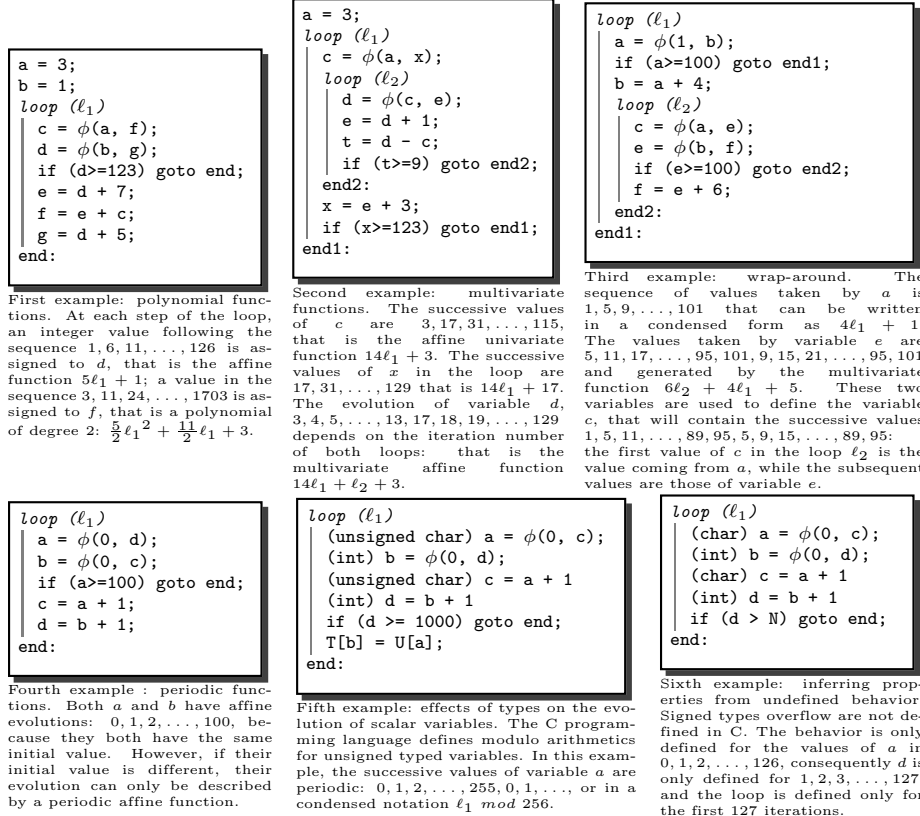 a = 3;
b = 1;
loop (ℓ₁)
c = ϕ(a, f);
d = ϕ(b, g);
if (d>=123) goto end;
e = d + 7;
f = e + c;
g = d + 5;
end:
First example: polynomial func-
tions. At each step of the loop,
an integer value following the
sequence 1, 6, 11, . . . , 126 is as-
signed to d, that is the affine
function 5ℓ₁ + 1; a value in the
sequence 3, 11, 24, . . . , 1703 is as-
signed to f, that is a polynomial
of degree 2: 5/2 ℓ₁² + 11/2 ℓ₁ + 3.
a = 3;
loop (ℓ₁)
c = ϕ(a, x);
loop (ℓ₂)
d = ϕ(c, e);
e = d + 1;
t = d - c;
if (t>=9) goto end2;
end2:
x = e + 3;
if (x>=123) goto end1;
end1:
Second example: multivariate
functions. The successive values
of c are 3, 17, 31, . . . , 115,
that is the affine univariate
function 14ℓ₁ + 3. The successive
values of x in the loop are
17, 31, . . . , 129 that is 14ℓ₁ + 17.
The evolution of variable d,
3, 4, 5, . . . , 13, 17, 18, 19, . . . , 129
depends on the iteration number
of both loops: that is the
multivariate affine function
14ℓ₁ + ℓ₂ + 3.
loop (ℓ₁)
a = ϕ(1, b);
if (a>=100) goto end1;
b = a + 4;
loop (ℓ₂)
c = ϕ(a, e);
e = ϕ(b, f);
if (e>=100) goto end2;
f = e + 6;
end2:
end1:
Third example: wrap-around. The
sequence of values taken by a is
1, 5, 9, . . . , 101 that can be written
in a condensed form as 4ℓ₁ + 1
The values taken by variable e are
5, 11, 17, . . . , 95, 101, 9, 15, 21, . . . , 95, 101
and generated by the multivariate
function 6ℓ₂ + 4ℓ₁ + 5. These two
variables are used to define the variable
c, that will contain the successive values
1, 5, 11, . . . , 89, 95, 5, 9, 15, . . . , 89, 95:
the first value of c in the loop ℓ₂ is the
value coming from a, while the subsequent
values are those of variable e.
loop (ℓ₁)
a = ϕ(0, d);
b = ϕ(0, c);
if (a>=100) goto end;
c = a + 1;
d = b + 1;
end:
Fourth example : periodic func-
tions. Both a and b have affine
evolutions: 0, 1, 2, . . . , 100, be-
cause they both have the same
initial value. However, if their
initial value is different, their
evolution can only be described
by a periodic affine function.
loop (ℓ₁)
(unsigned char) a = ϕ(0, c);
(int) b = ϕ(0, d);
(unsigned char) c = a + 1
(int) d = b + 1
if (d >= 1000) goto end;
T[b] = U[a];
end:
Fifth example: effects of types on the evo-
lution of scalar variables. The C program-
ming language defines modulo arithmetics
for unsigned typed variables. In this exam-
ple, the successive values of variable a are
periodic: 0, 1, 2, . . . , 255, 0, 1, . . ., or in a
condensed notation ℓ₁ mod 256.
loop (ℓ₁)
(char) a = ϕ(0, c);
(int) b = ϕ(0, d);
(char) c = a + 1
(int) d = b + 1
if (d > N) goto end;
end:
Sixth example: inferring prop-
erties from undefined behavior.
Signed types overflow are not de-
fined in C. The behavior is only
defined for the values of a in
0, 1, 2, . . . , 126, consequently d is
only defined for 1, 2, 3, . . . , 127
and the loop is defined only for
the first 127 iterations.